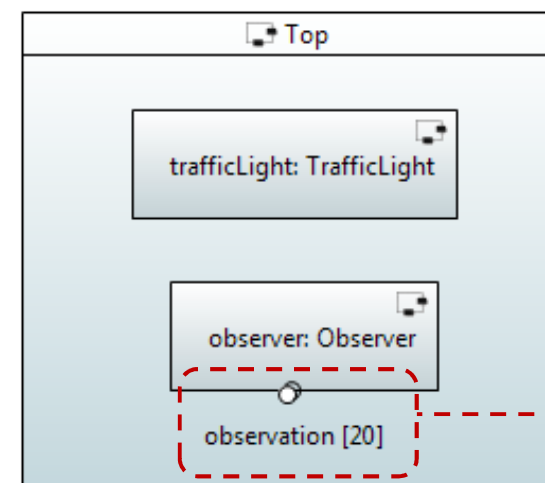 Top
trafficLight: TrafficLight
observer: Observer
observation [20]